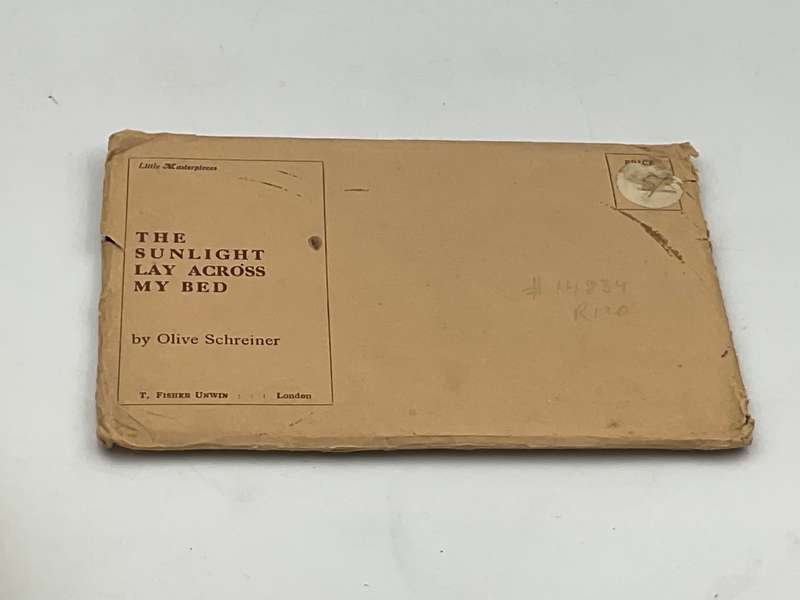 Little Masterpieces
PRICE
THE
SUNLIGHT
LAY ACROSS
MY BED
# 14834
R120
by Olive Schreiner
T. FISHER UNWIN : : : London